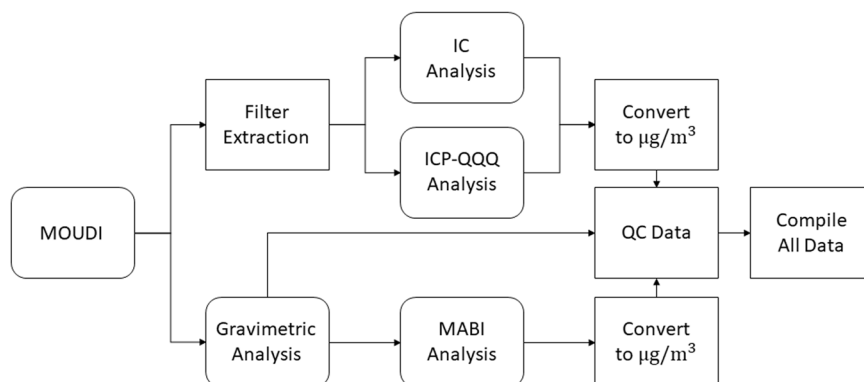 MOUDI
Filter
Extraction
IC
Analysis
ICP-QQQ
Analysis
Convert
to μg/m³
Gravimetric
Analysis
MABI
Analysis
Convert
to μg/m³
QC Data
Compile
All Data